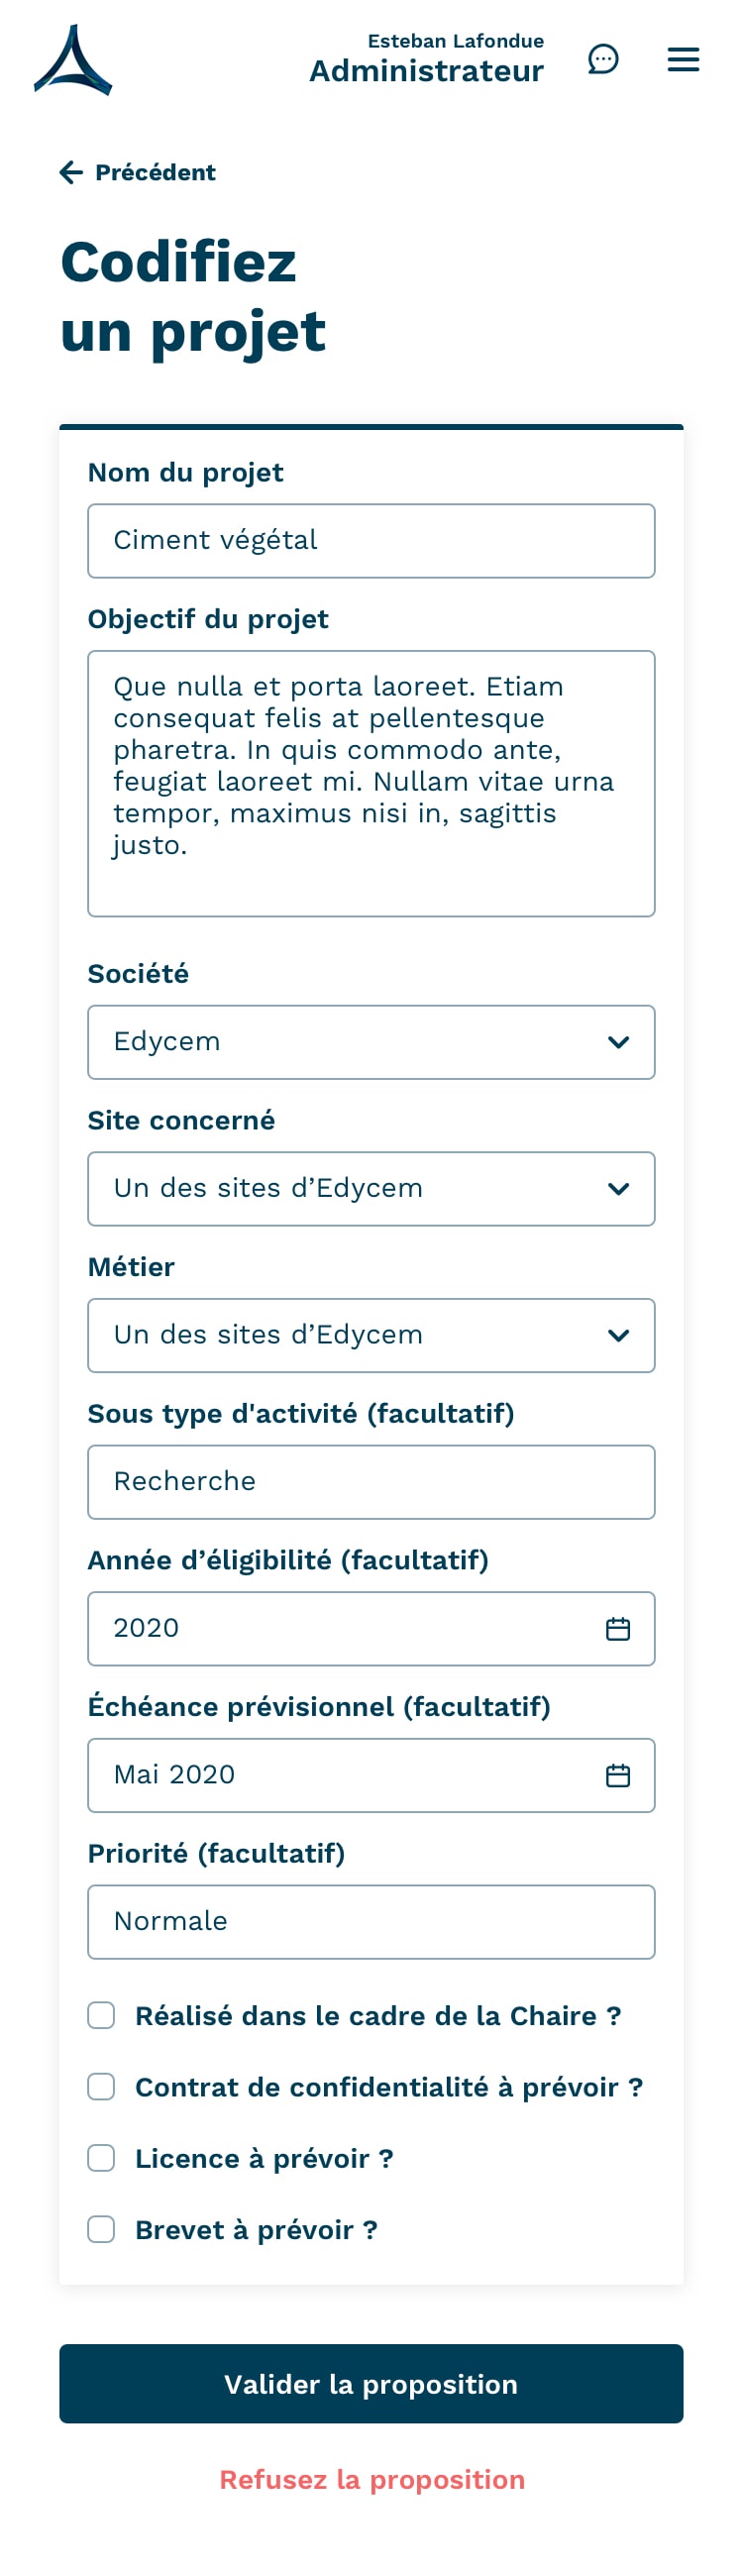 Esteban Lafondue
Administrateur
Précédent
Codifiez
un projet
Nom du projet
Ciment végétal
Objectif du projet
Que nulla et porta laoreet. Etiam
consequat felis at pellentesque
pharetra. In quis commodo ante,
feugiat laoreet mi. Nullam vitae urna
tempor, maximus nisi in, sagittis
justo.
Société
Edycem
Site concerné
Un des sites d’Edycem
Métier
Un des sites d’Edycem
Sous type d'activité (facultatif)
Recherche
Année d’éligibilité (facultatif)
2020
Échéance prévisionnel (facultatif)
Mai 2020
Priorité (facultatif)
Normale
Réalisé dans le cadre de la Chaire ?
Contrat de confidentialité à prévoir ?
Licence à prévoir ?
Brevet à prévoir ?
Valider la proposition
Refusez la proposition